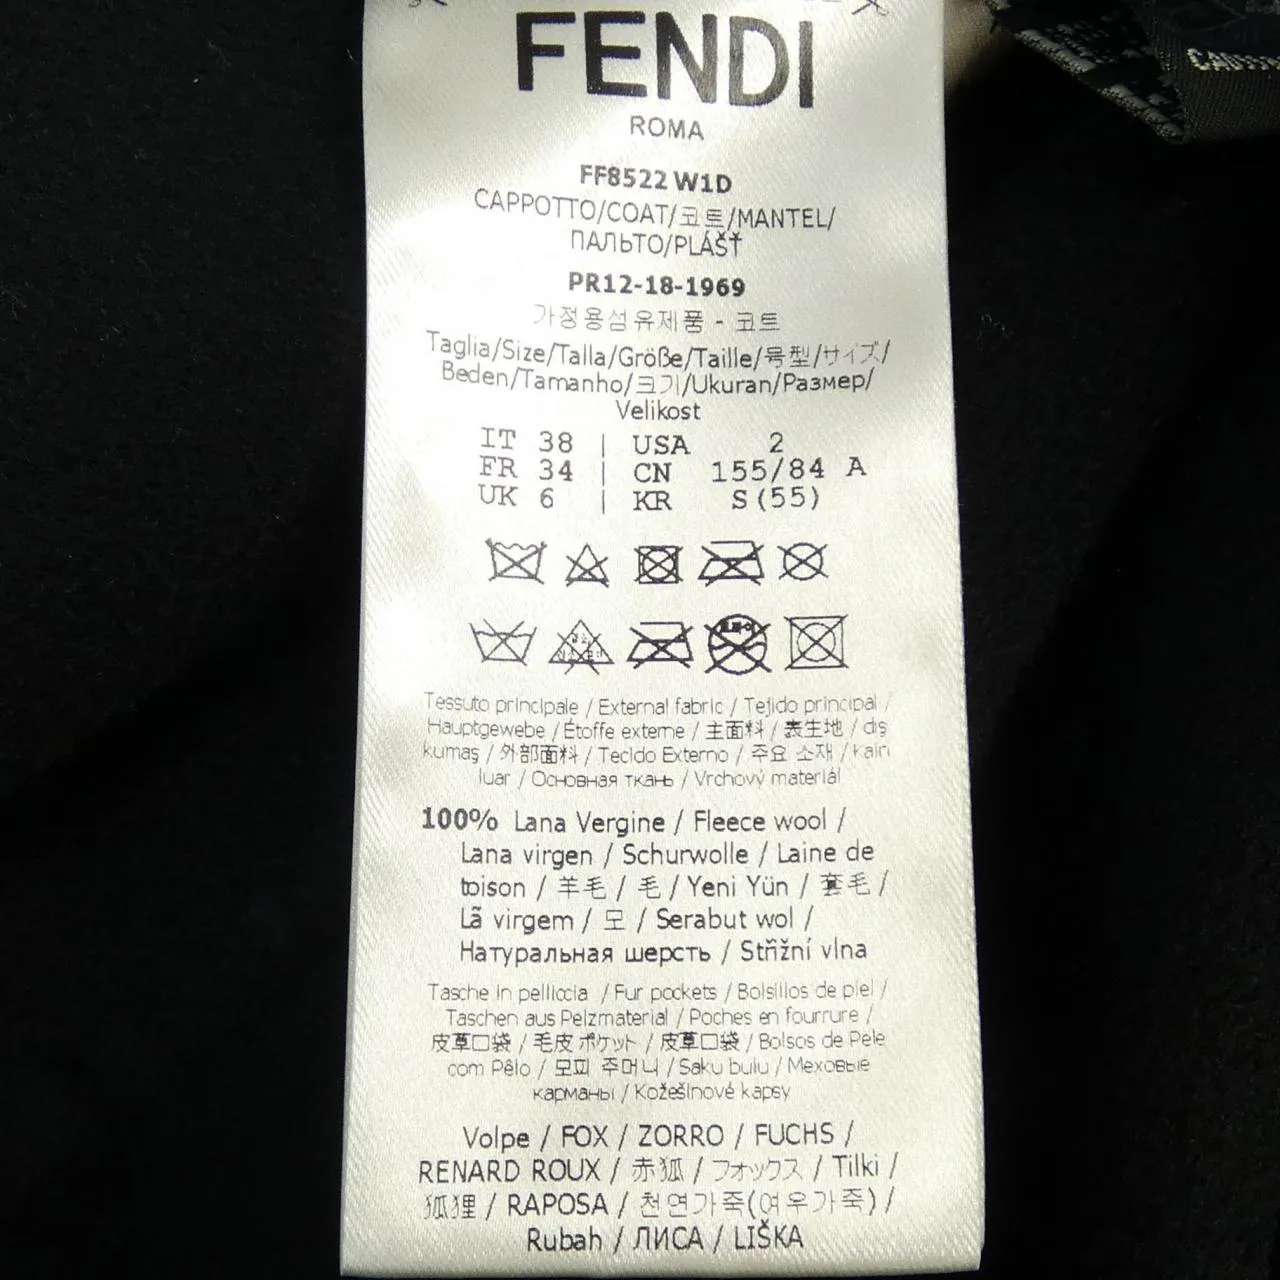 FENDI
ROMA
FF8522 W1D
CAPPOTTO/COAT/코트/MANTEL/
ПАЛЬТО/PLÁŠŤ
PR12-18-1969
가정용섬유제품 - 코트
Taglia/Size/Talla/Größe/Taille/号型/サイズ/
Beden/Tamanho/크기/Ukuran/Размер/
Velikost
IT 38 | USA 2
FR 34 | CN 155/84 A
UK 6 | KR S(55)
Tessuto principale / External fabric / Tejido principal /
Hauptgewebe / Étoffe externe / 主面料 / 表生地 / dış
kumaş / 外部面料 / Tecido Externo / 주요 소재 / kain
luar / Основная ткань / Vrchový materiál
100% Lana Vergine / Fleece wool /
Lana virgen / Schurwolle / Laine de
toison / 羊毛 / 毛 / Yeni Yün / 套毛 /
Lã virgem / 모 / Serabut wol /
Натуральная шерсть / Střižní vlna
Tasche in pelliccia / Fur pockets / Bolsillos de piel /
Taschen aus Pelzmaterial / Poches en fourrure /
皮草口袋 / 毛皮 ポケット / 皮草口袋 / Bolsos de Pele
com Pêlo / 모피 주머니 / Saku bulu / Меховые
карманы / Kožešinové kapsy
Volpe / FOX / ZORRO / FUCHS /
RENARD ROUX / 赤狐 / フォックス / Tilki /
狐狸 / RAPOSA / 천연가죽(여우가죽) /
Rubah / ЛИСА / LIŠKA